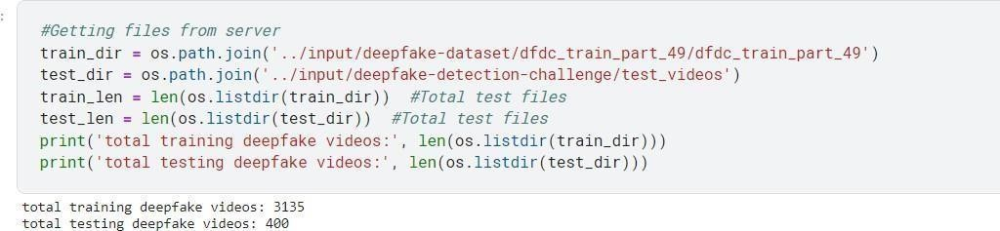 :
#Getting files from server
train_dir = os.path.join('../input/deepfake-dataset/dfdc_train_part_49/dfdc_train_part_49')
test_dir = os.path.join('../input/deepfake-detection-challenge/test_videos')
train_len = len(os.listdir(train_dir))  #Total test files
test_len = len(os.listdir(test_dir))  #Total test files
print('total training deepfake videos:', len(os.listdir(train_dir)))
print('total testing deepfake videos:', len(os.listdir(test_dir)))
total training deepfake videos: 3135
total testing deepfake videos: 400